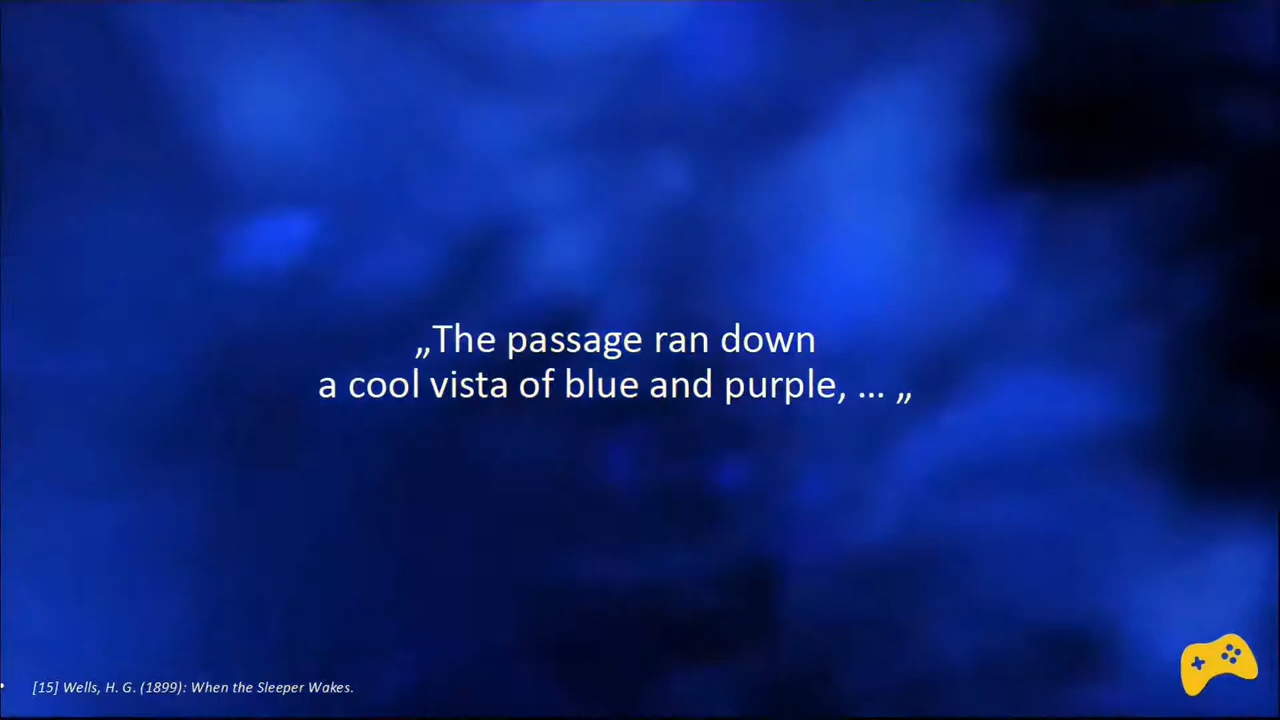 „The passage ran down
a cool vista of blue and purple, ... „
[15] Wells, H. G. (1899): When the Sleeper Wakes.